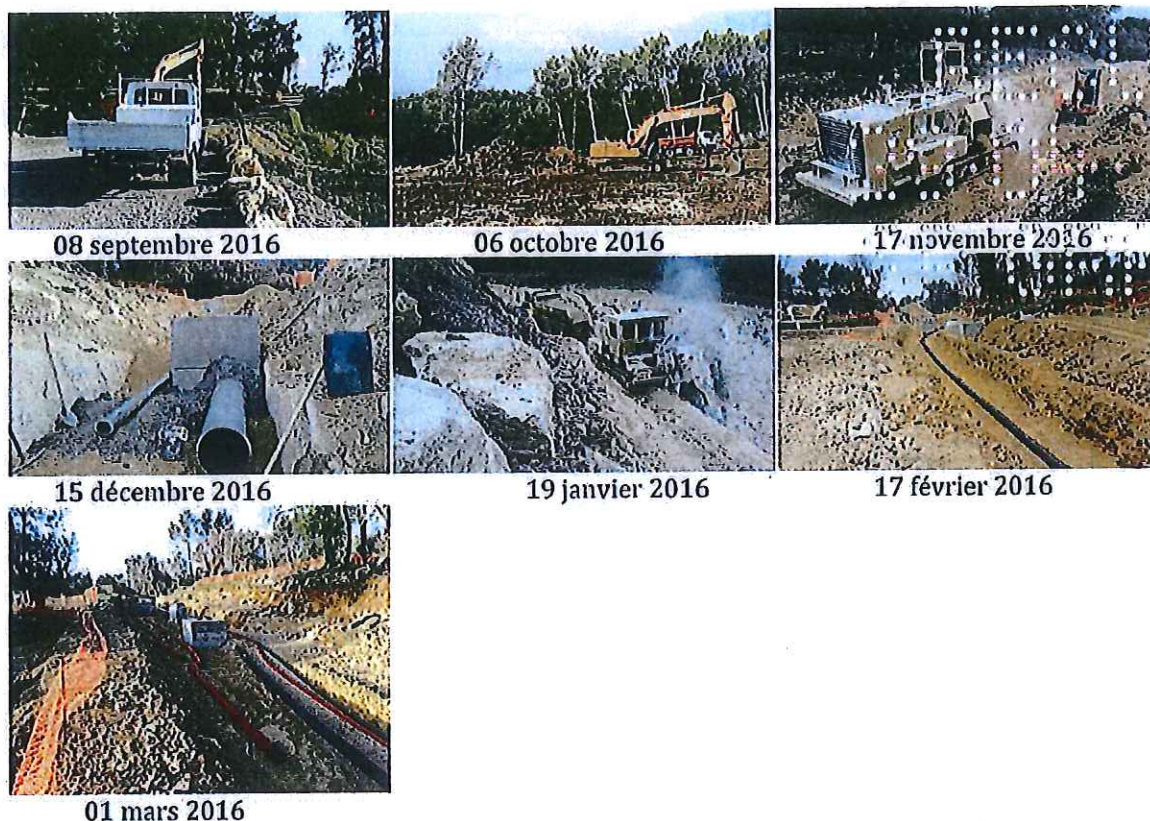 08 septembre 2016
06 octobre 2016
17 novembre 2016
15 décembre 2016
19 janvier 2016
17 février 2016
01 mars 2016